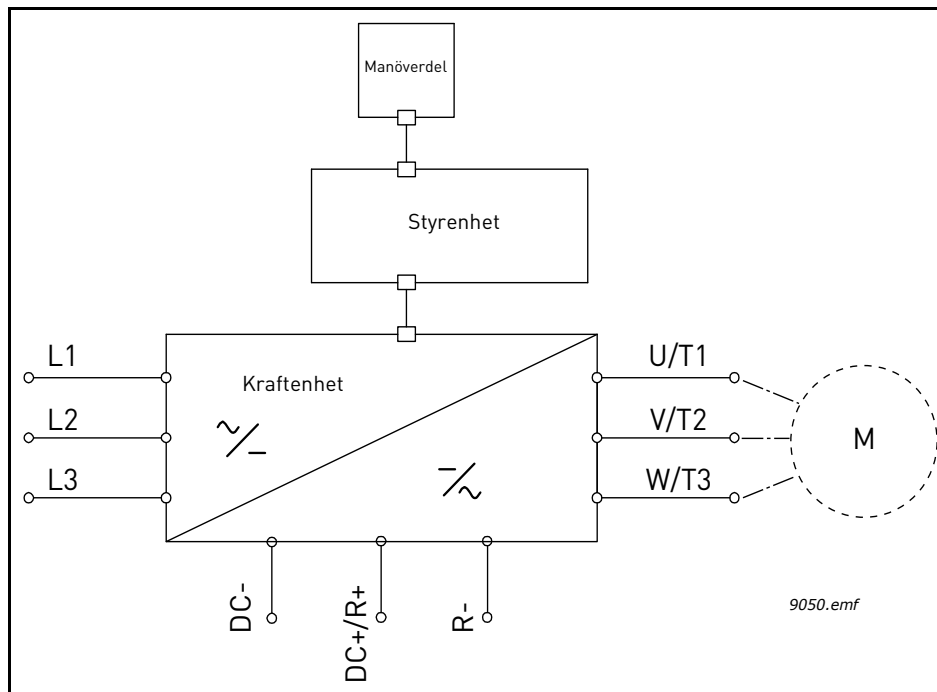 Manöverdel
Styrenhet
Kraftenhet
L1
L2
L3
U/T1
V/T2
W/T3
M
DC-
DC+/R+
R-
9050.emf